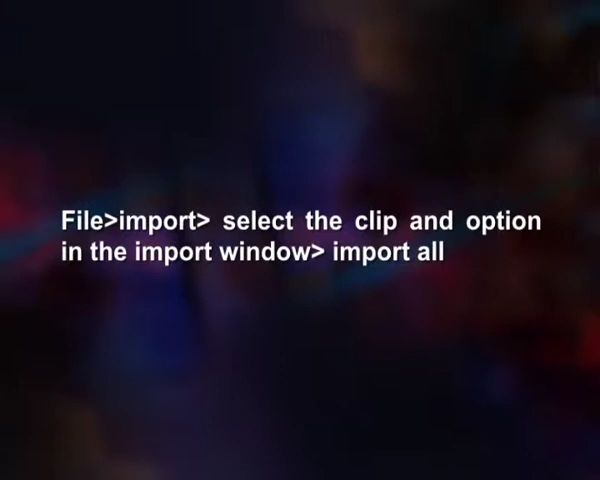 File>import> select the clip and option
in the import window> import all